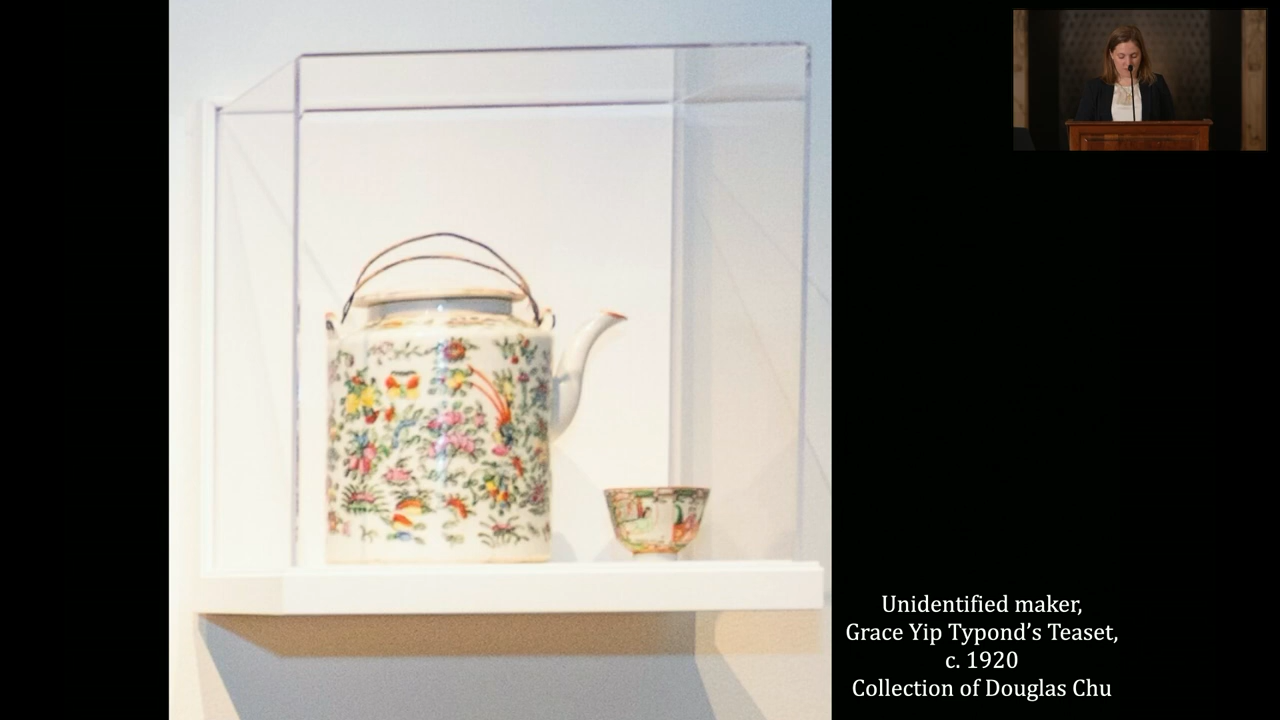 Unidentified maker,
Grace Yip Typond’s Teaset,
c. 1920
Collection of Douglas Chu